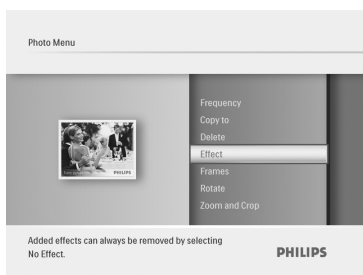 Photo Menu
Frequency
Copy to
Delete
Effect
Frames
Rotate
Zoom and Crop
PHILIPS
Added effects can always be removed by selecting
No Effect.
PHILIPS